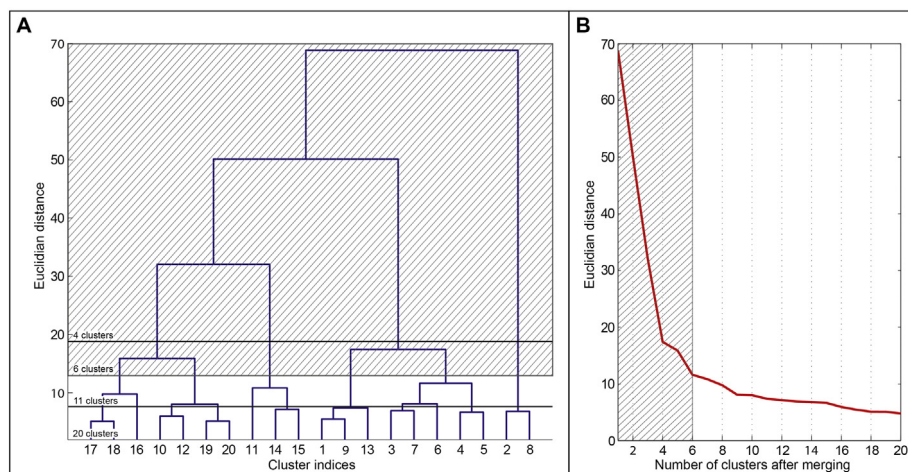 A
70
60
50
40
30
20
10
Euclidian distance
4 clusters
6 clusters
11 clusters
20 clusters
17 18 16 10 12 19 20 11 14 15 1 9 13 3 7 6 4 5 2 8
Cluster indices
B
70
60
50
40
30
20
10
0
Euclidian distance
2 4 6 8 10 12 14 16 18 20
Number of clusters after merging